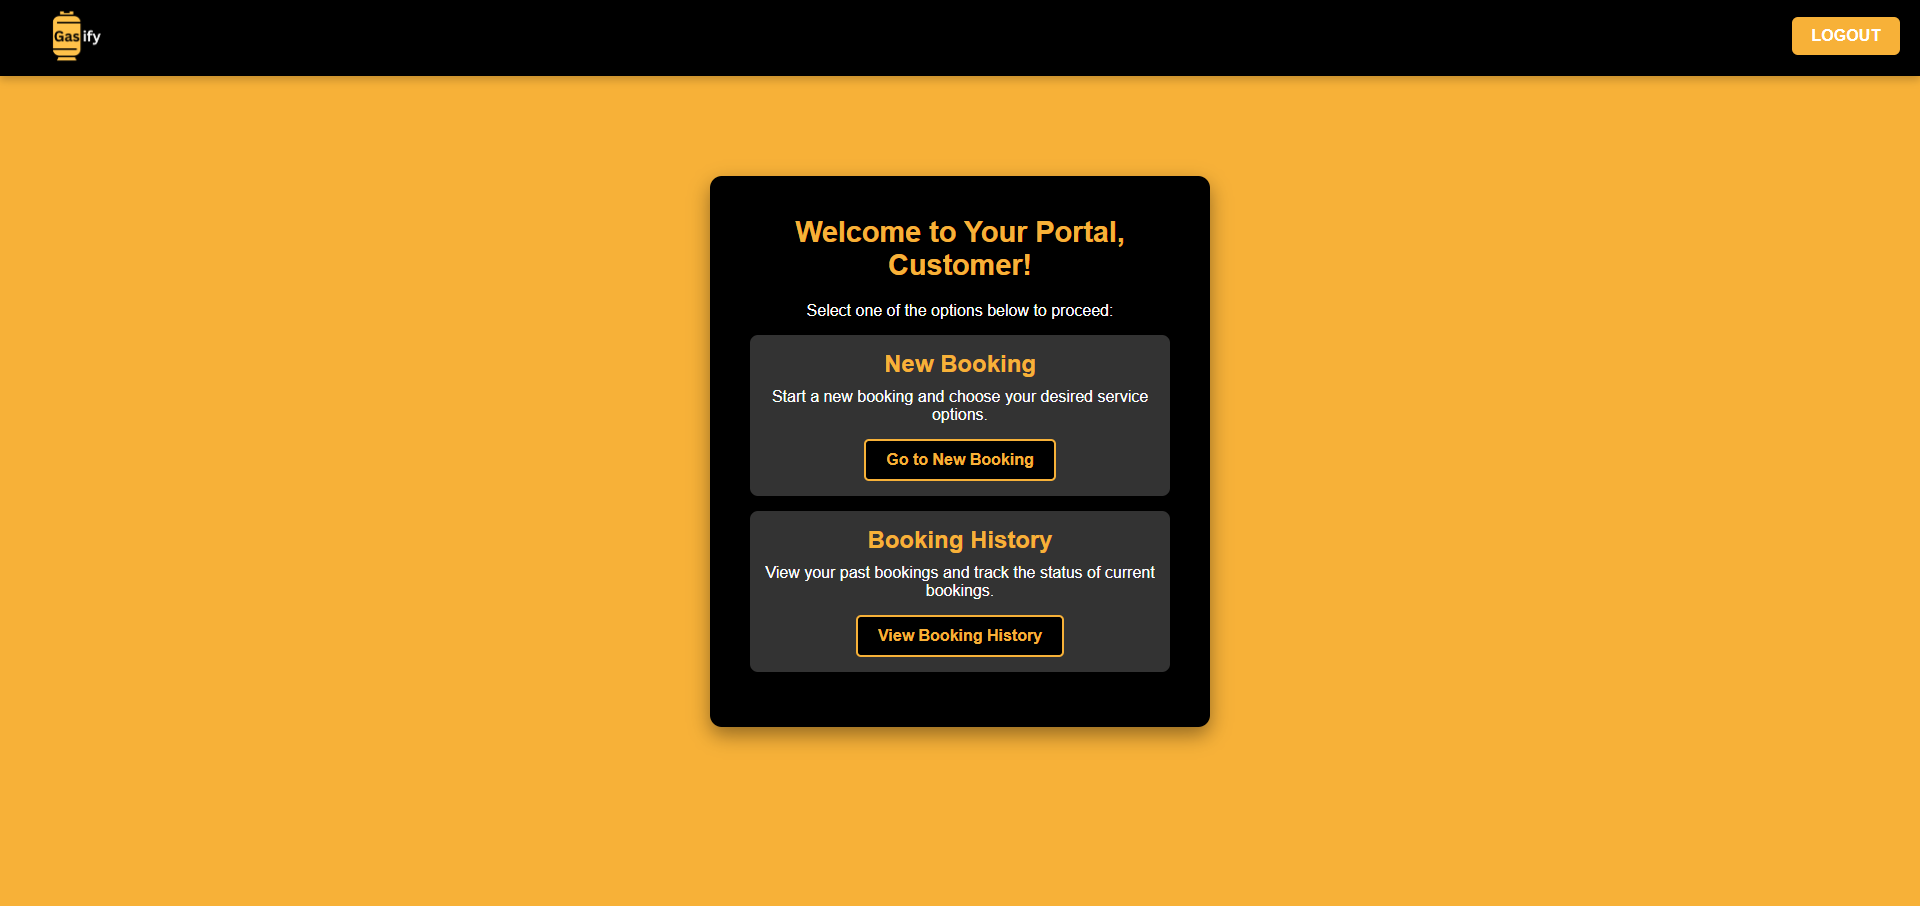 Gasify
LOGOUT
Welcome to Your Portal,
Customer!
Select one of the options below to proceed:
New Booking
Start a new booking and choose your desired service
options.
Go to New Booking
Booking History
View your past bookings and track the status of current
bookings.
View Booking History